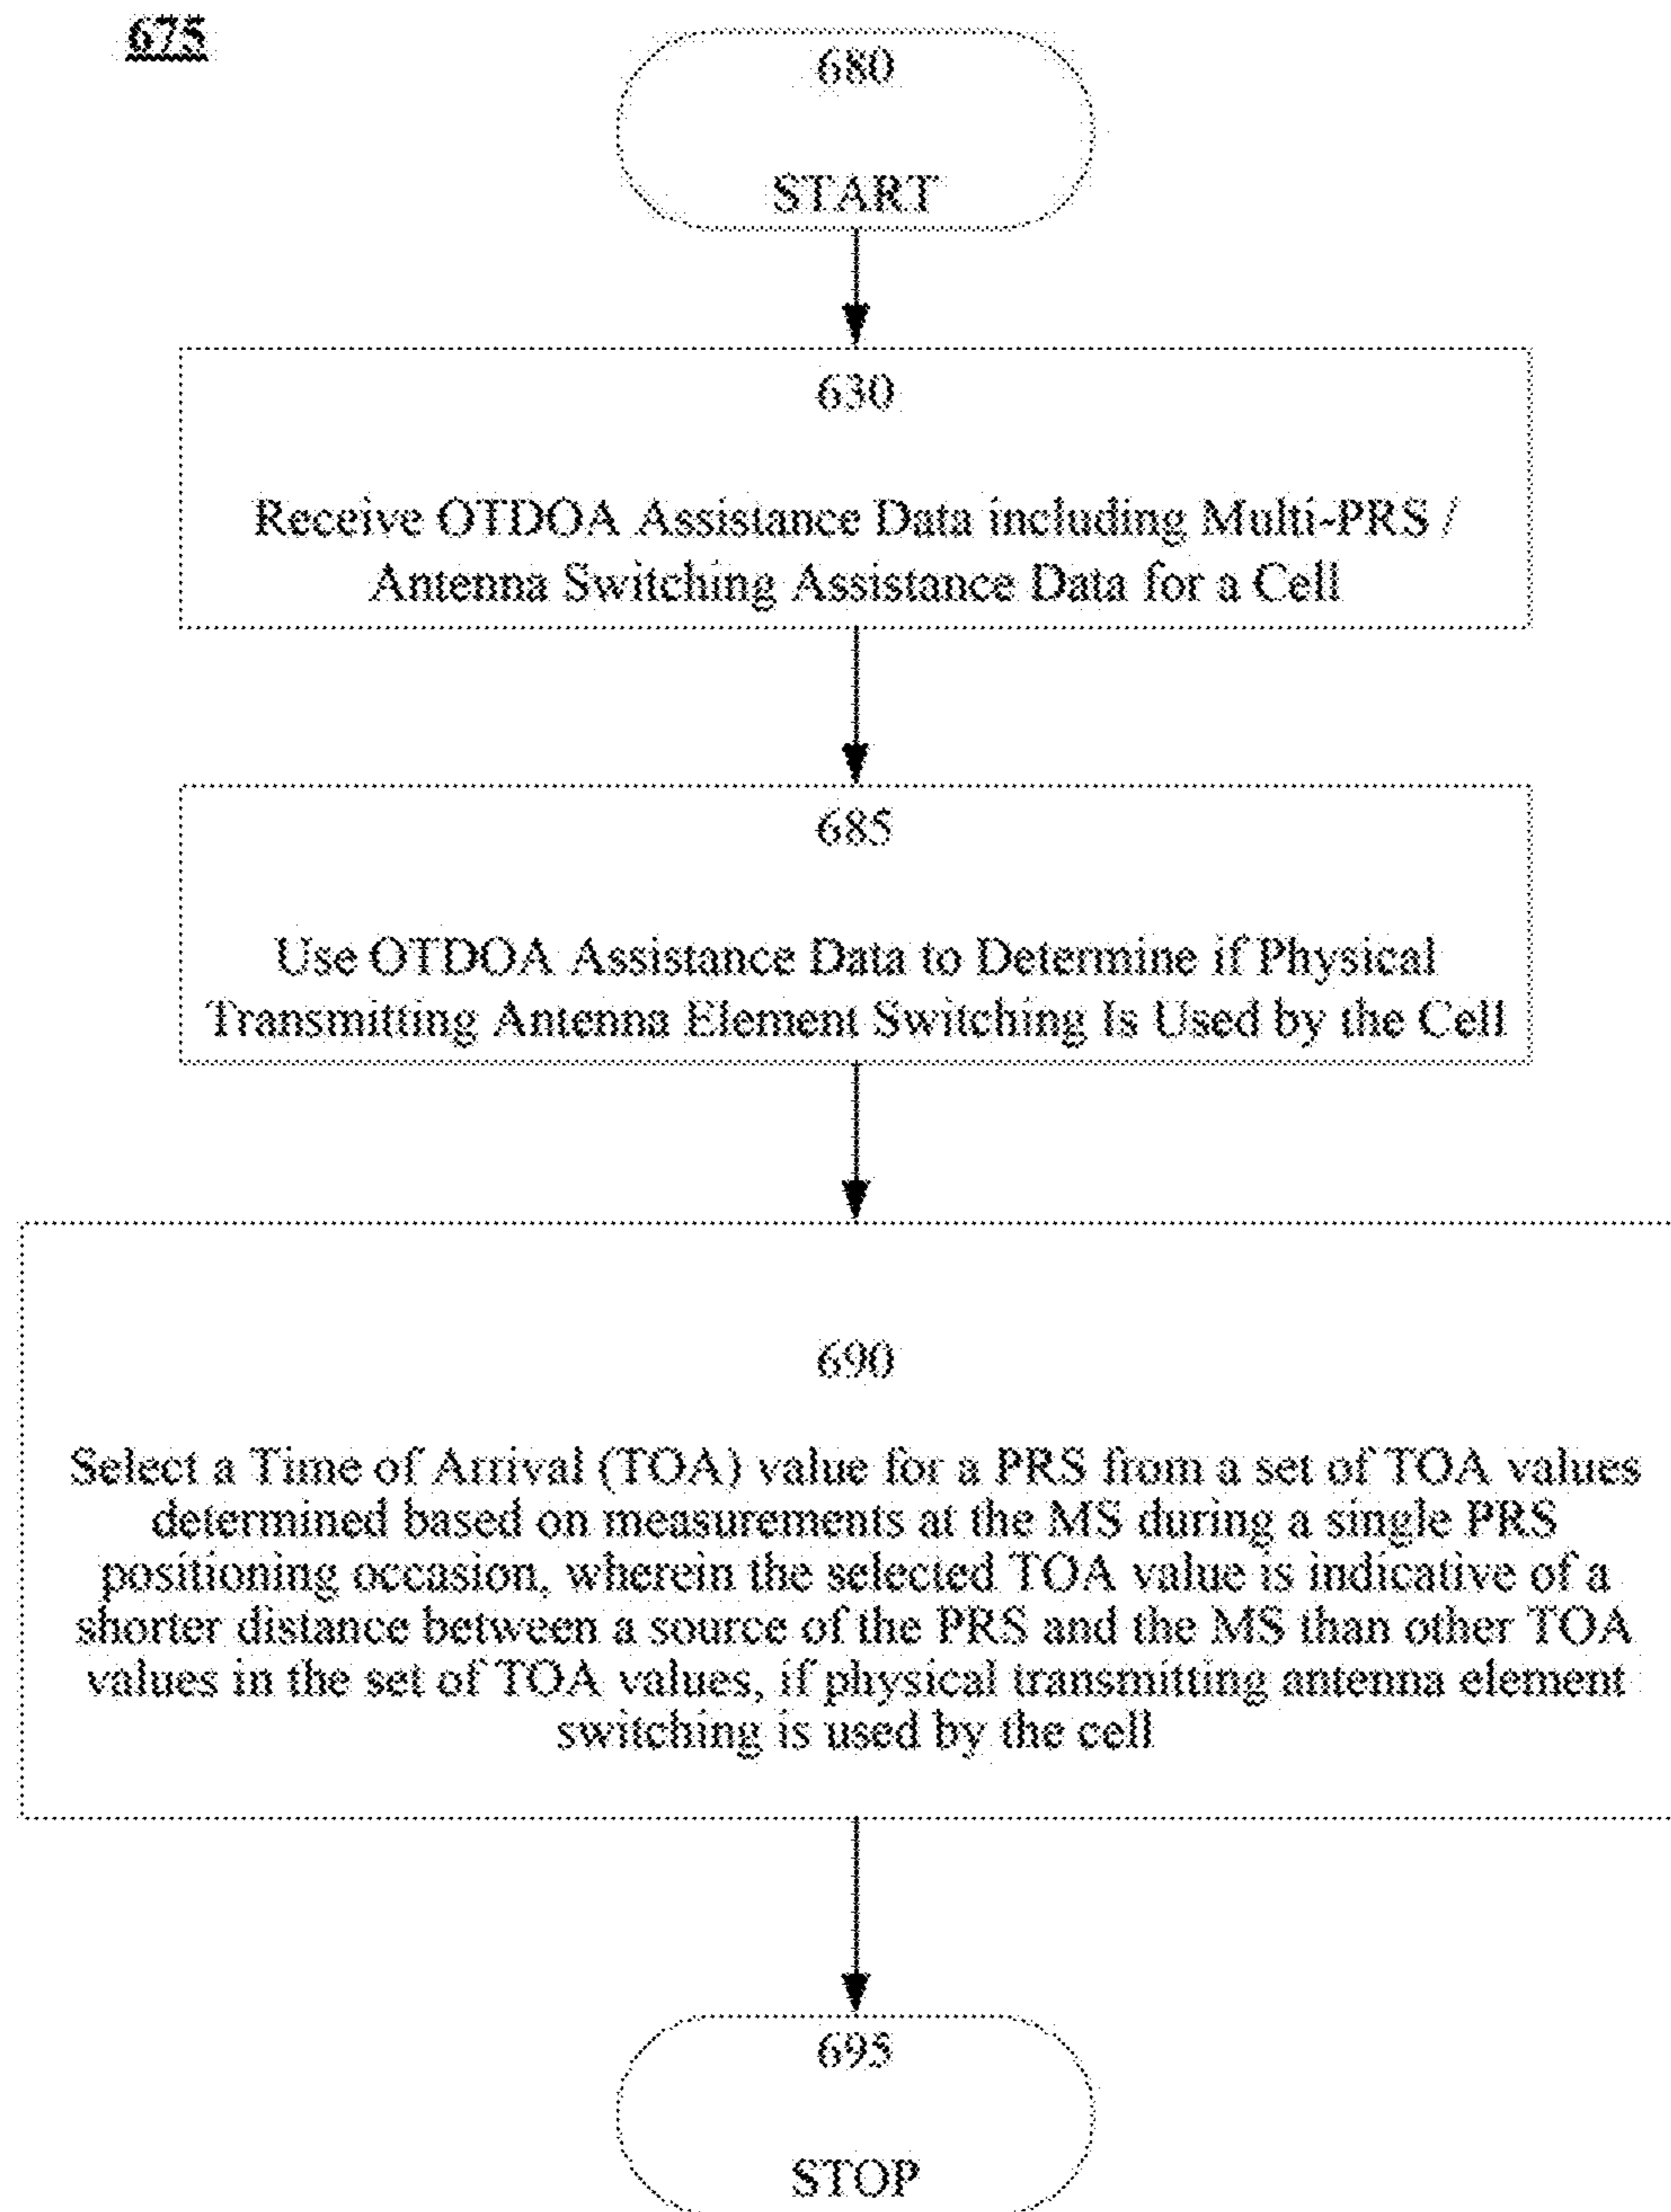 675
680
START
630
Receive OTDOA Assistance Data including Multi-PRS /
Antenna Switching Assistance Data for a Cell
685
Use OTDOA Assistance Data to Determine if Physical
Transmitting Antenna Element Switching Is Used by the Cell
690
Select a Time of Arrival (TOA) value for a PRS from a set of TOA values
determined based on measurements at the MS during a single PRS
positioning occasion, wherein the selected TOA value is indicative of a
shorter distance between a source of the PRS and the MS than other TOA
values in the set of TOA values, if physical transmitting antenna element
switching is used by the cell
695
STOP